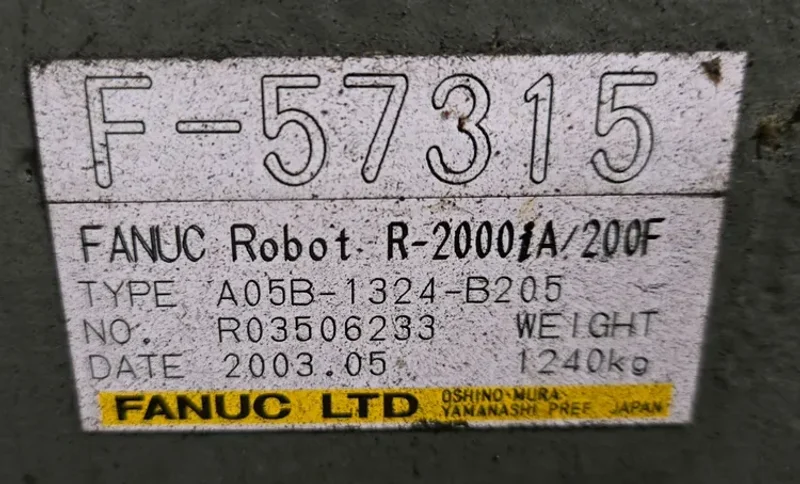 F-57315
FANUC Robot R-2000iA/200F
TYPE A05B-1324-B205
NO. R03506233 WEIGHT
DATE 2003.05 1240kg
FANUC LTD OSHINO-MURA
YAMANASHI PREF JAPAN